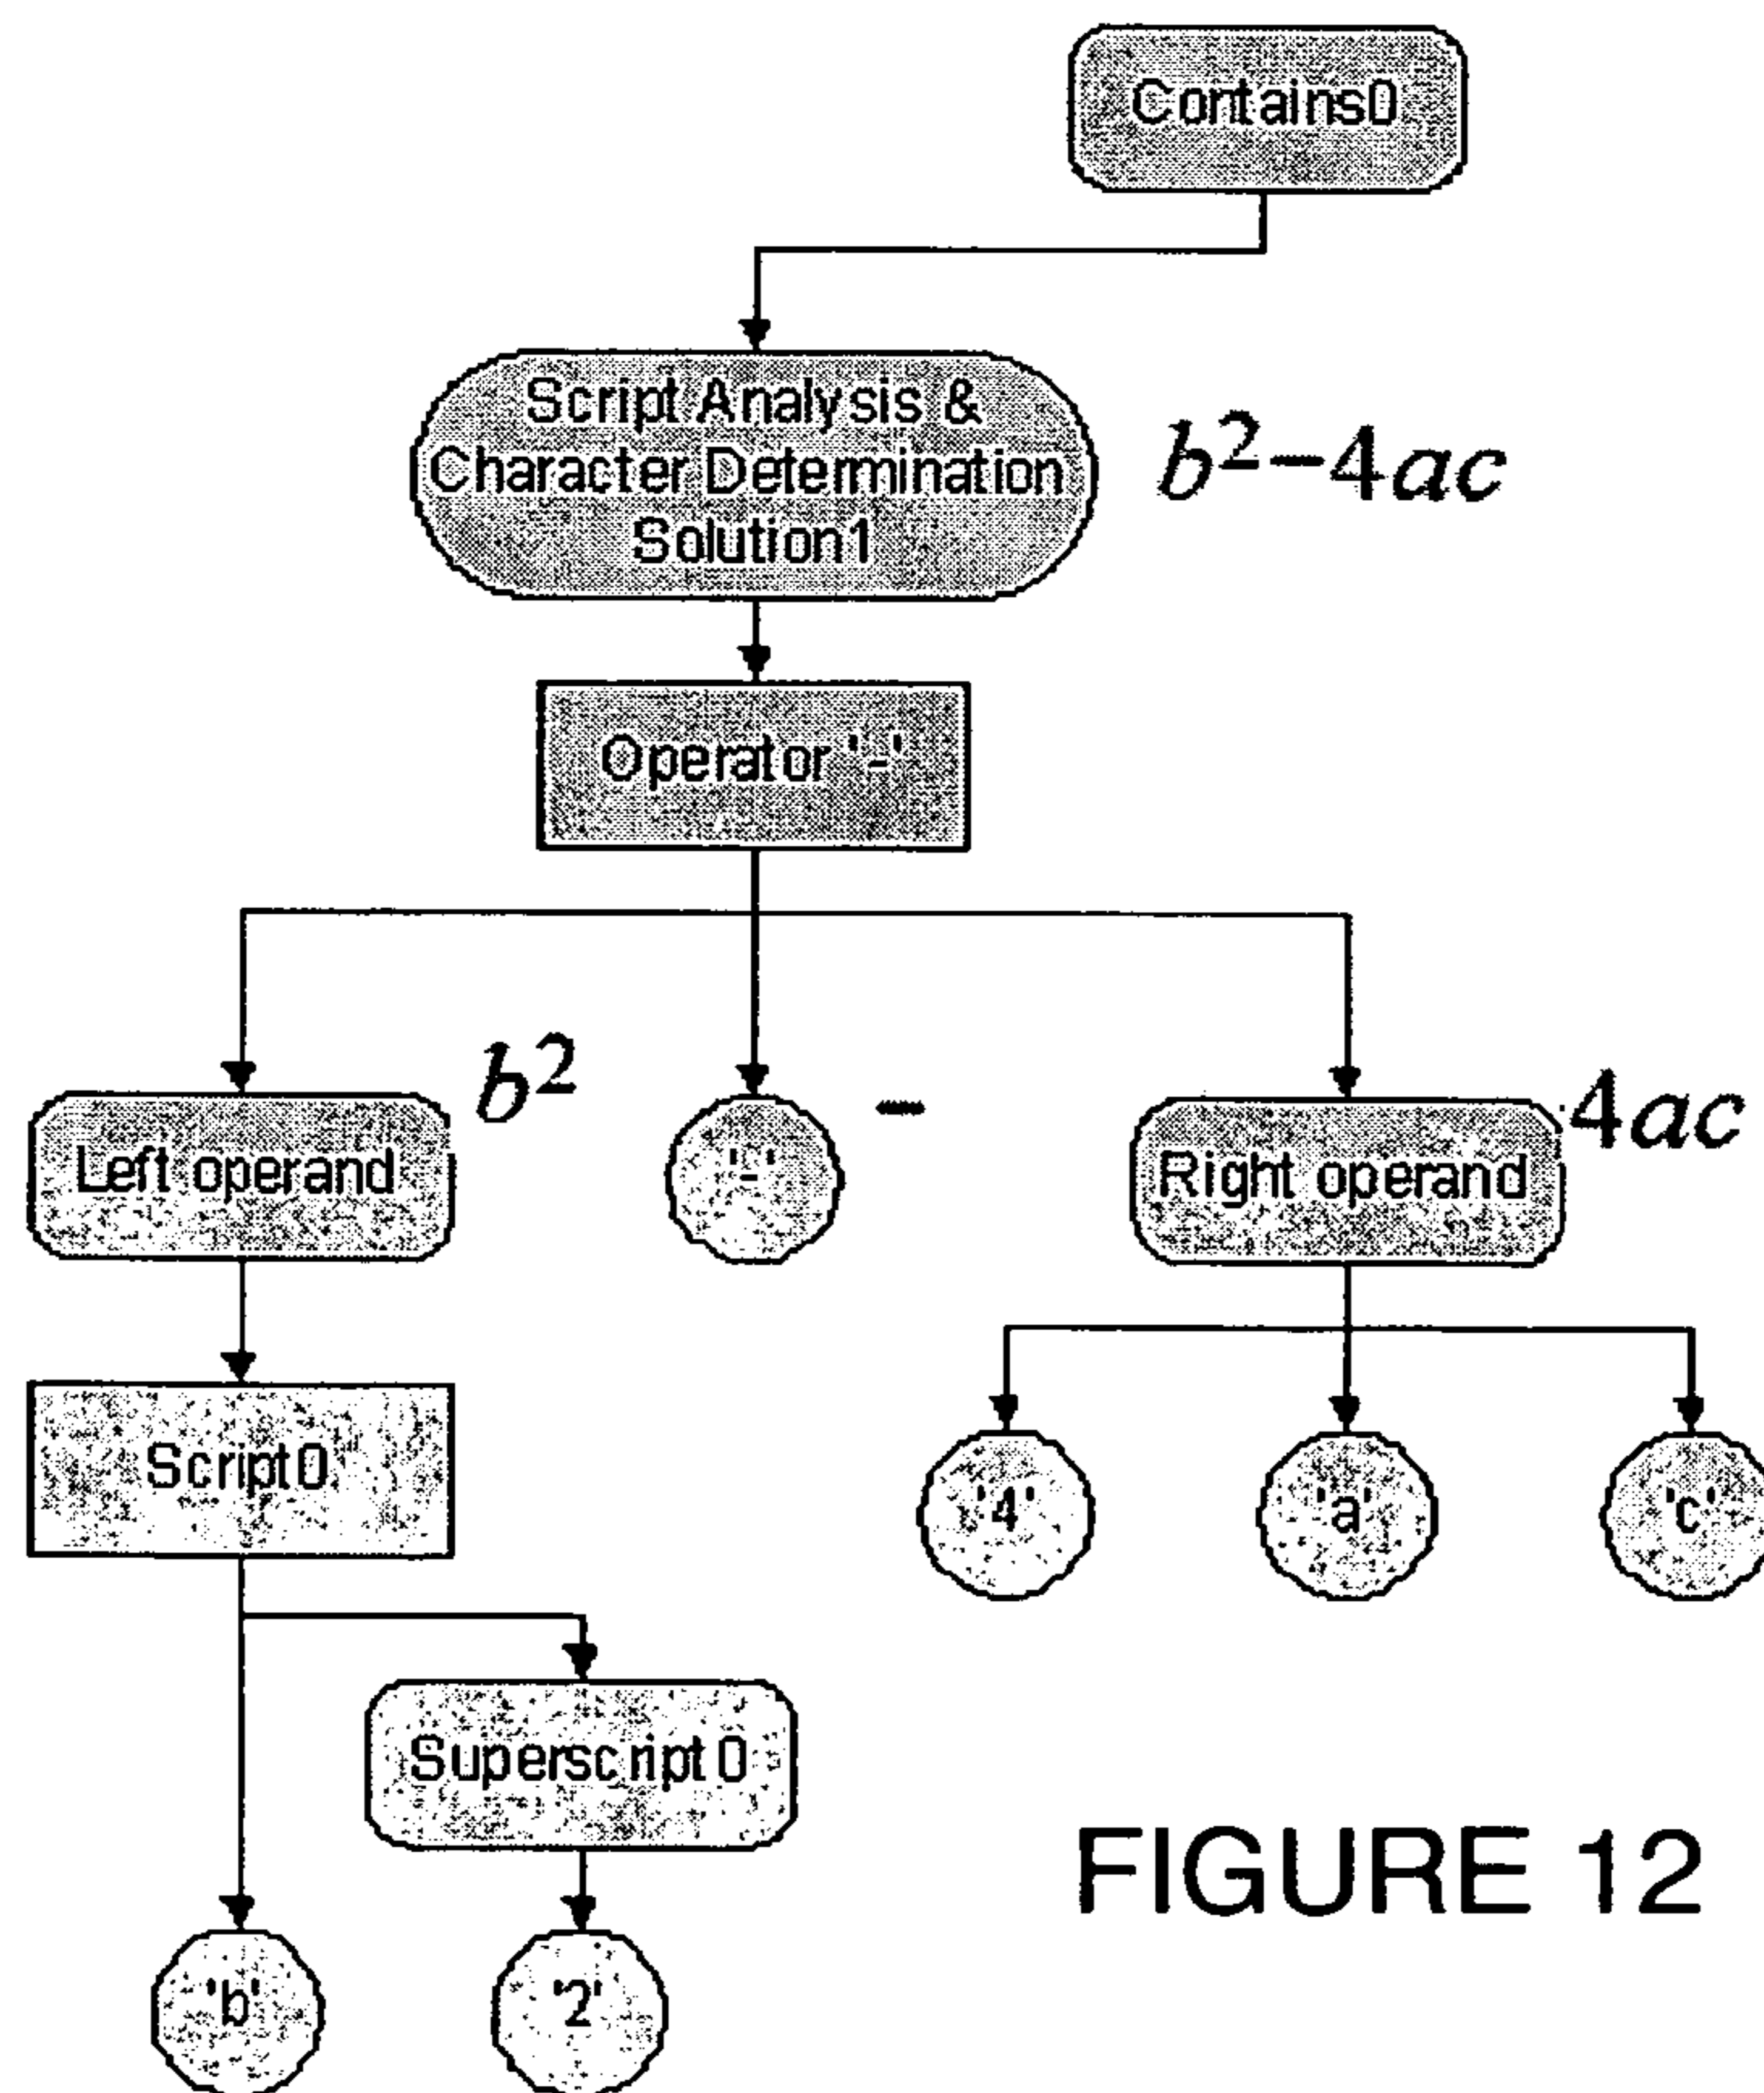 Contains0
Script Analysis &
Character Determination
Solution1
b²-4ac
Operator '-'
b²
-
4ac
Left operand
'-'
Right operand
Script0
'4'
'a'
'c'
Superscript0
FIGURE 12
'b'
'2'